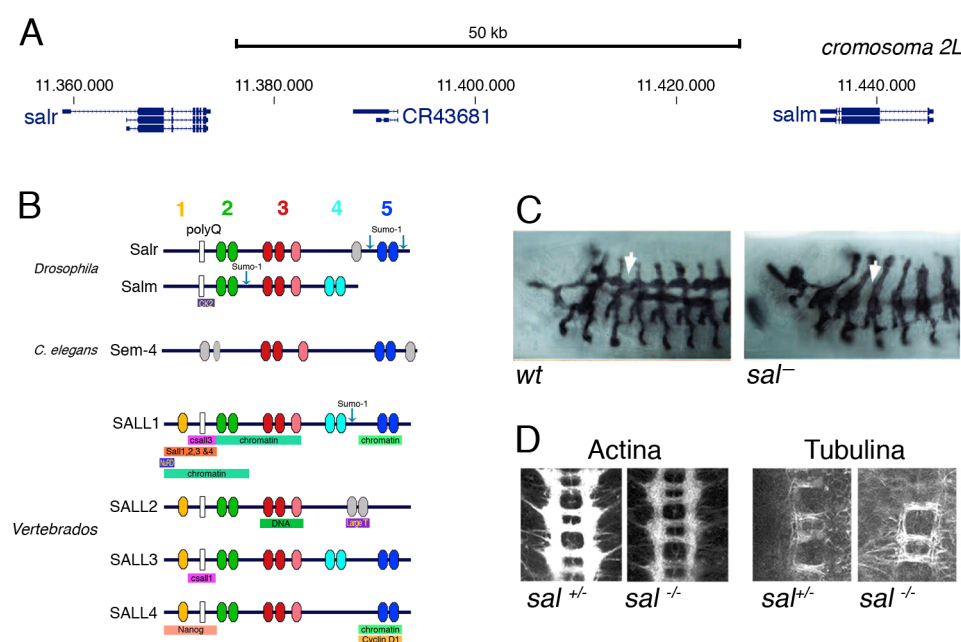 A
50 kb
cromosoma 2L
11.360.000 11.380.000 11.400.000 11.420.000 11.440.000
salr CR43681 salm
B
1 2 3 4 5
polyQ
Sumo-1
Salr
Drosophila
Sumo-1
Salm
CK2
C. elegans Sem-4
Sumo-1
SALL1
csall3 chromatin chromatin
Sall1,2,3 &4
NuRD
chromatin
SALL2
DNA Large T
Vertebrados
SALL3
csall1
SALL4
Nanog chromatin
Cyclin D1
C
wt sal–
D
Actina Tubulina
sal +/- sal -/- sal+/- sal -/-